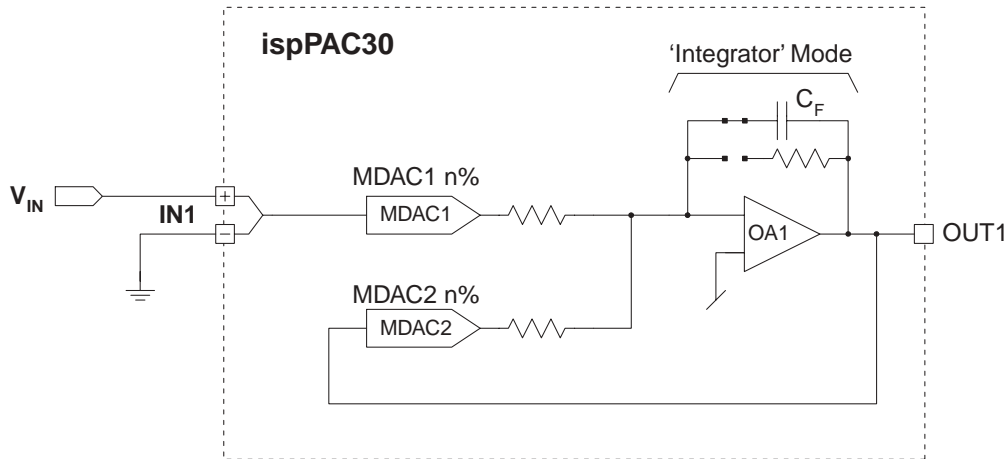 ispPAC30
'Integrator' Mode
C_F
MDAC1 n%
V_IN
IN1
+
−
MDAC1
OA1
OUT1
MDAC2 n%
MDAC2